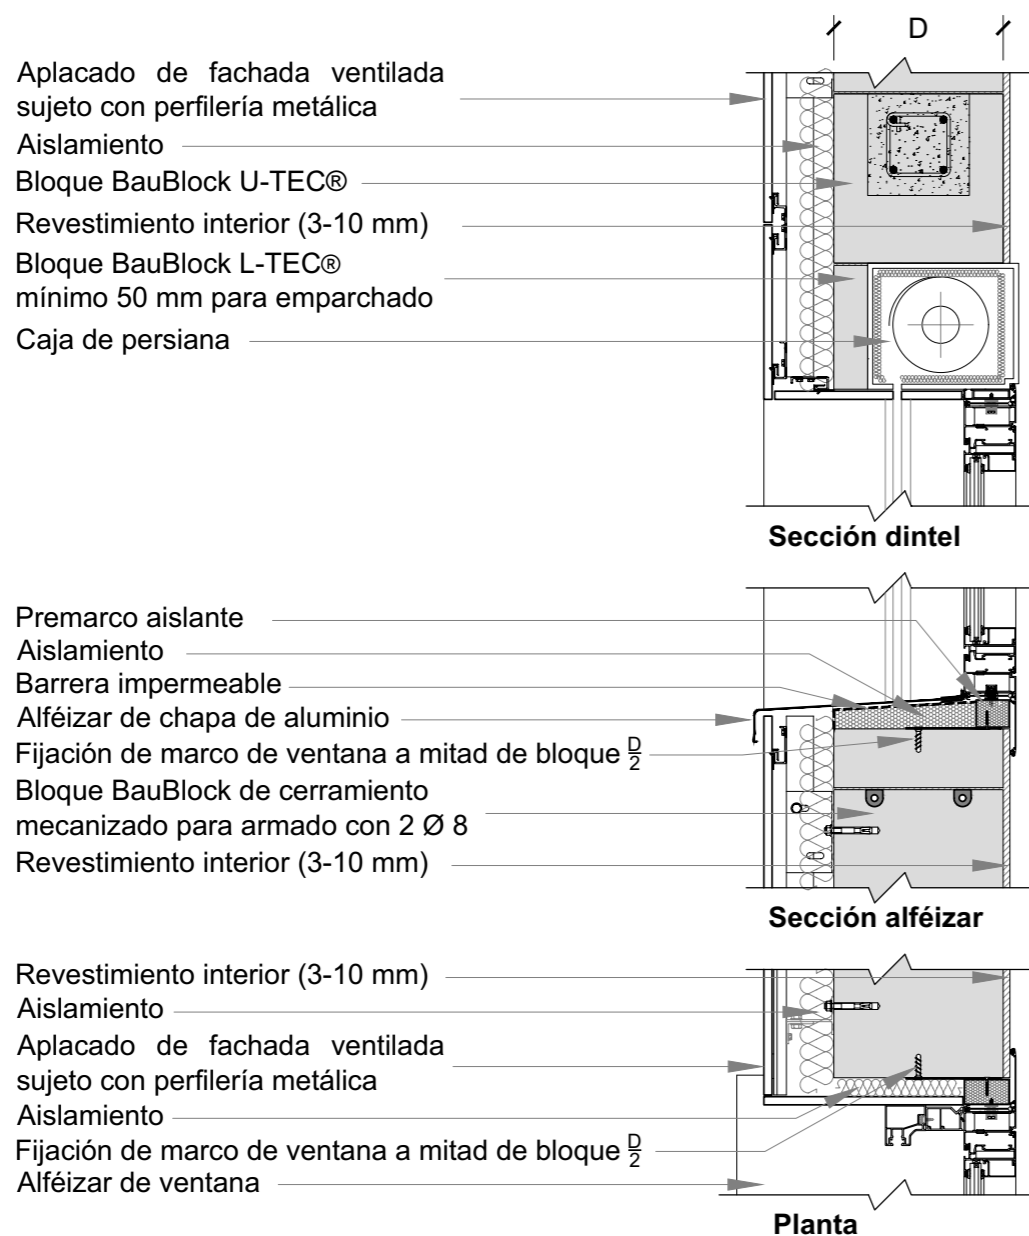 D
Aplacado de fachada ventilada
sujeto con perfilería metálica
Aislamiento
Bloque BauBlock U-TEC®
Revestimiento interior (3-10 mm)
Bloque BauBlock L-TEC®
mínimo 50 mm para emparchado
Caja de persiana
Sección dintel
Premarco aislante
Aislamiento
Barrera impermeable
Alféizar de chapa de aluminio
Fijación de marco de ventana a mitad de bloque D/2
Bloque BauBlock de cerramiento
mecanizado para armado con 2 Ø 8
Revestimiento interior (3-10 mm)
Sección alféizar
Revestimiento interior (3-10 mm)
Aislamiento
Aplacado de fachada ventilada
sujeto con perfilería metálica
Aislamiento
Fijación de marco de ventana a mitad de bloque D/2
Alféizar de ventana
Planta